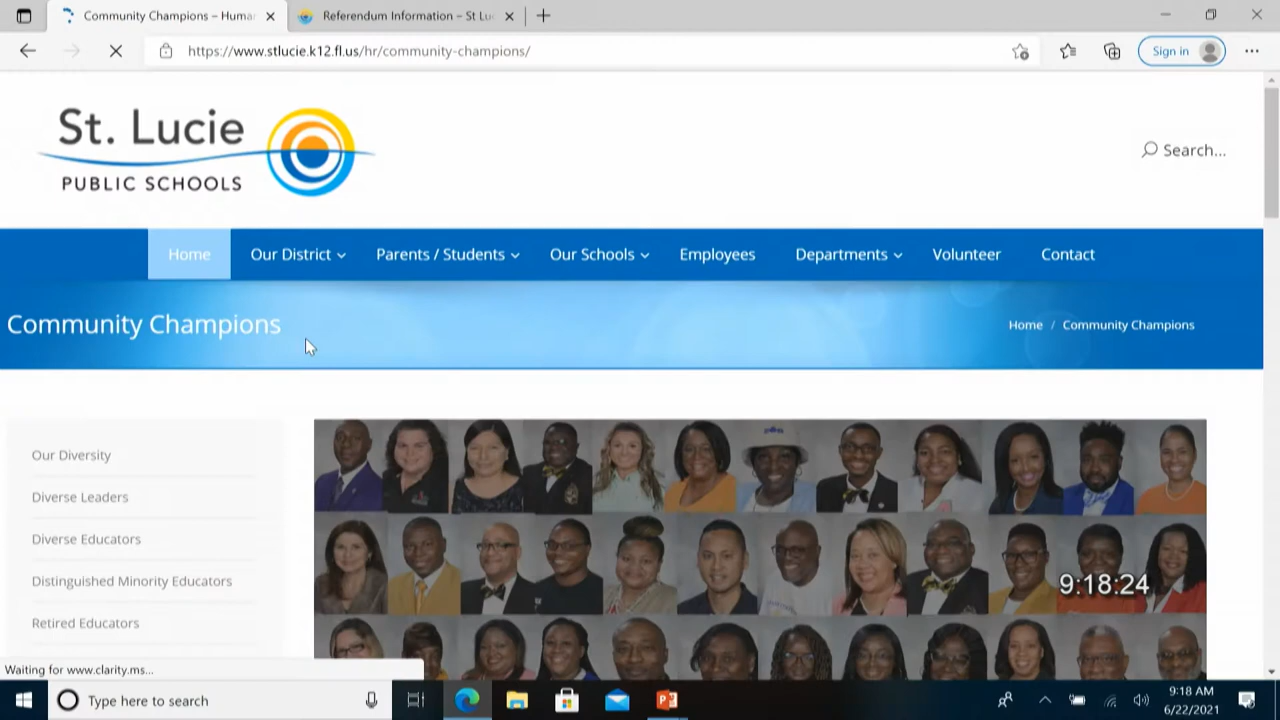 Community Champions – Huma
Referendum Information – St Lu
https://www.stlucie.k12.fl.us/hr/community-champions/
Sign in
St. Lucie
PUBLIC SCHOOLS
Search...
Home
Our District
Parents / Students
Our Schools
Employees
Departments
Volunteer
Contact
Community Champions
Home / Community Champions
Our Diversity
Diverse Leaders
Diverse Educators
Distinguished Minority Educators
Retired Educators
9:18:24
Waiting for www.clarity.ms...
Type here to search
9:18 AM
6/22/2021